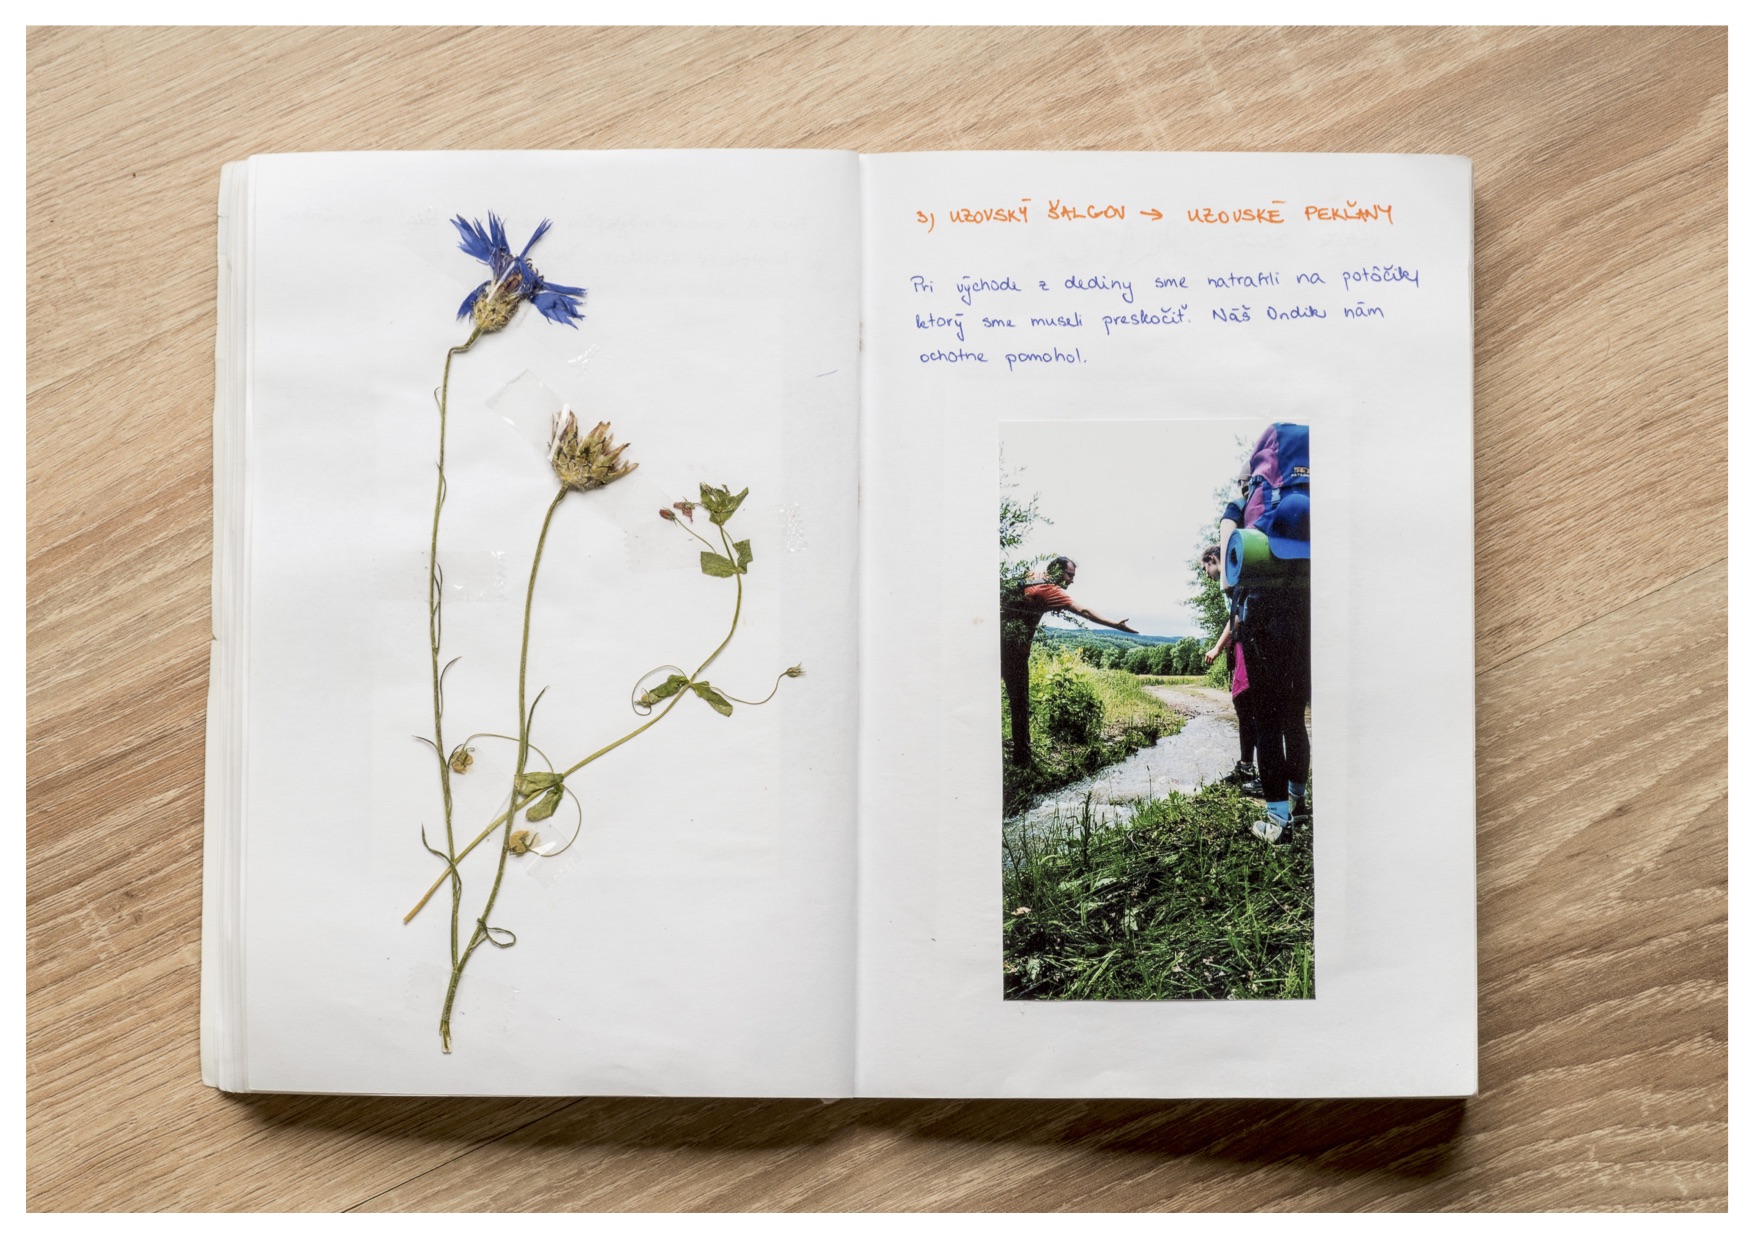 3) UZOVSKÝ ŠALGOV → UZOVSKÉ PEKĽANY
Pri východe z dediny sme natrafili na potôčik,
ktorý sme museli preskočiť. Náš Ondik nám
ochotne pomohol.